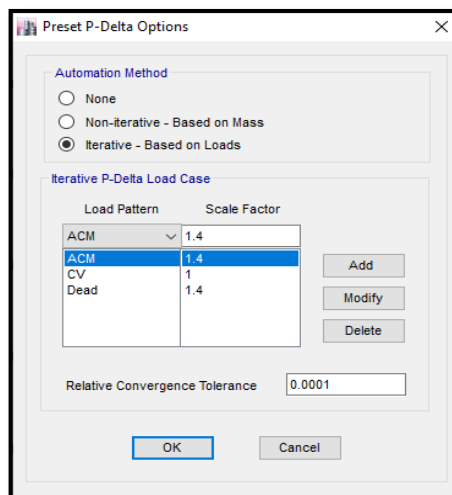 Preset P-Delta Options
Automation Method
None
Non-iterative - Based on Mass
Iterative - Based on Loads
Iterative P-Delta Load Case
Load Pattern Scale Factor
ACM 1.4
ACM 1.4
CV 1
Dead 1.4
Add
Modify
Delete
Relative Convergence Tolerance 0.0001
OK Cancel